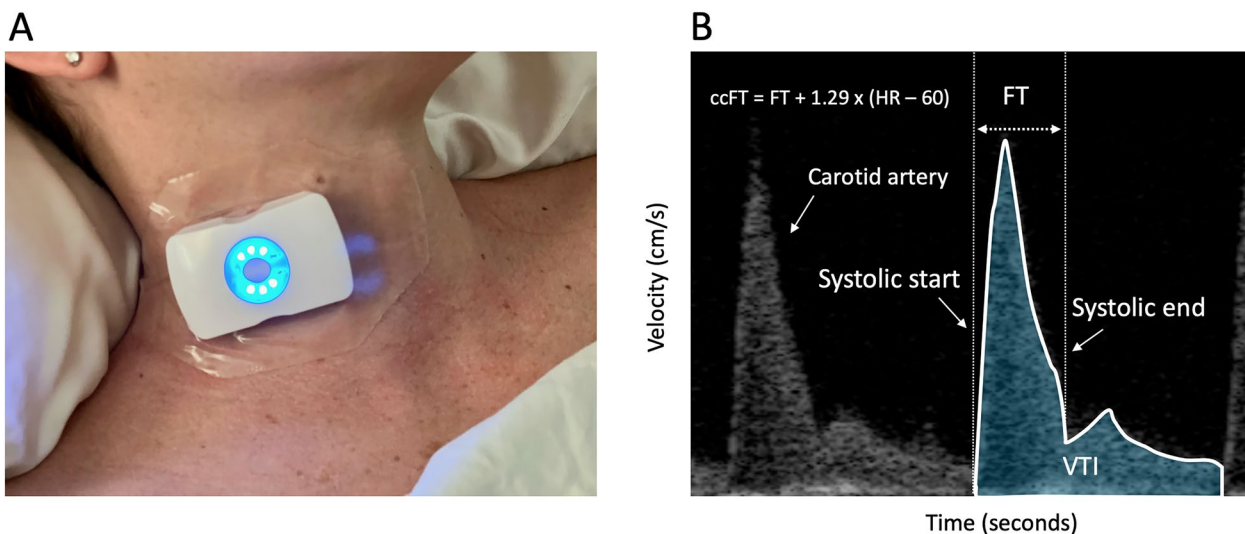 A
B
ccFT = FT + 1.29 x (HR – 60)
FT
Carotid artery
Systolic start
Systolic end
VTI
Velocity (cm/s)
Time (seconds)